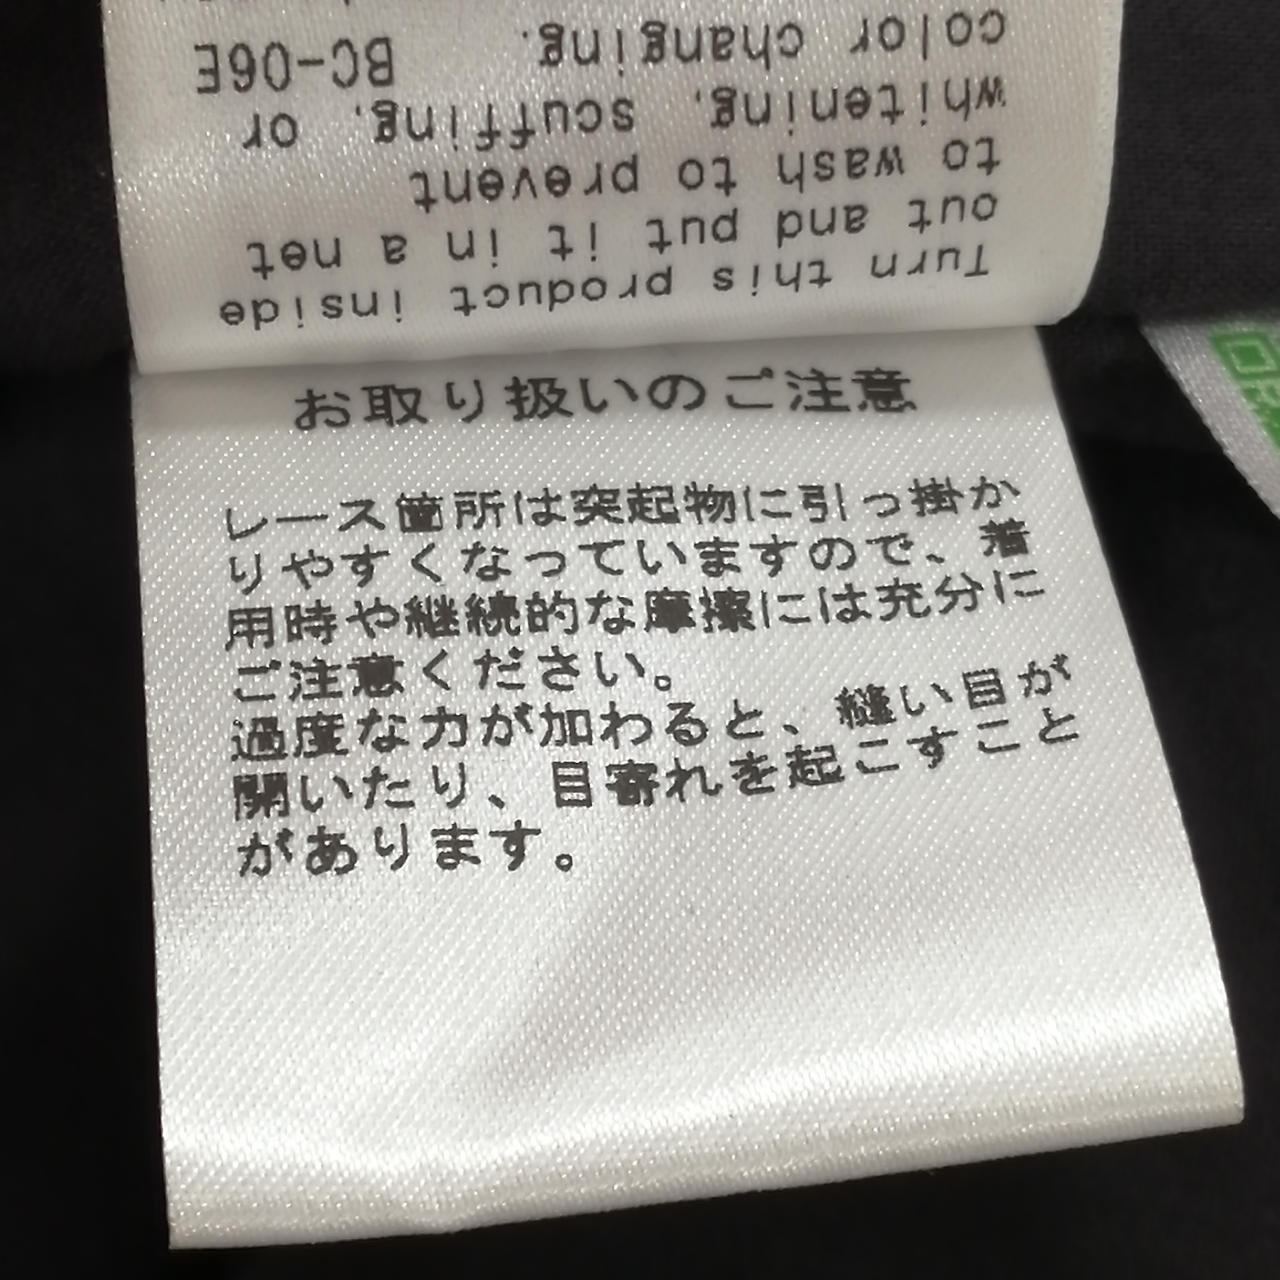 Turn this product inside
out and put it in a net
to wash to prevent
whitening, scuffing, or
color changing. BC-06E
お取り扱いのご注意
レース箇所は突起物に引っ掛か
りやすくなっていますので、着
用時や継続的な摩擦には充分に
ご注意ください。
過度な力が加わると、縫い目が
開いたり、目寄れを起こすこと
があります。